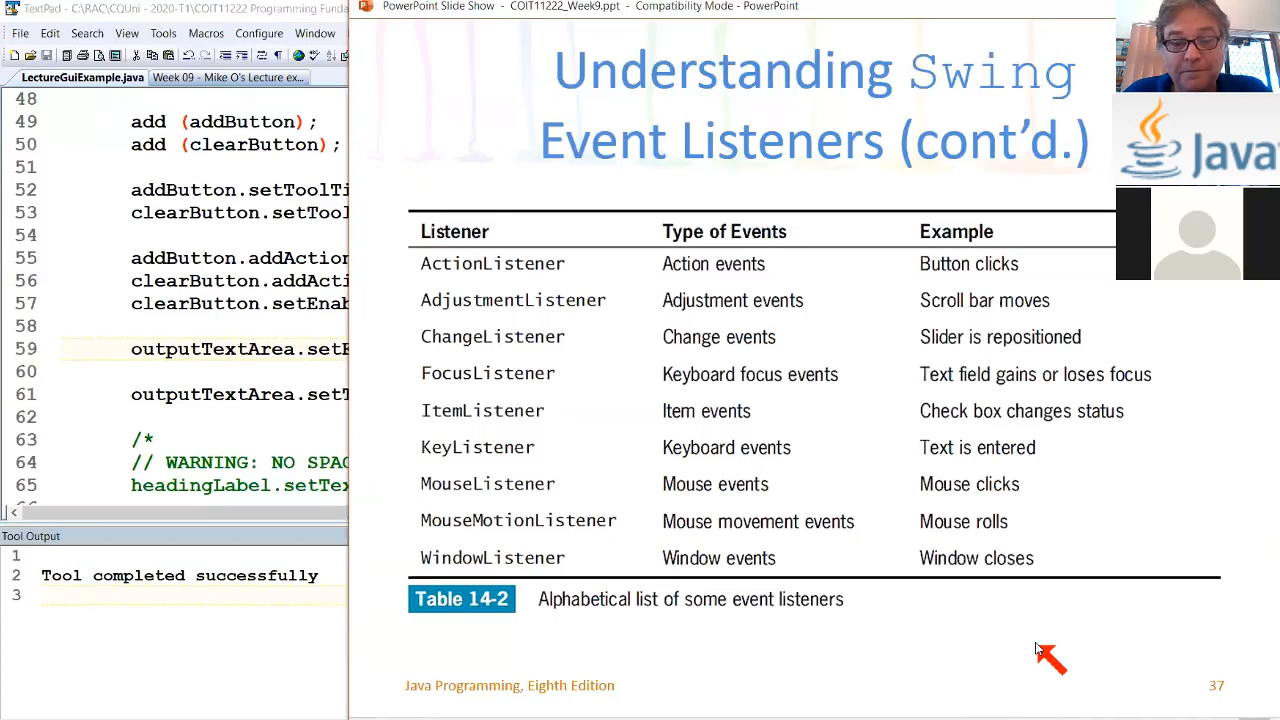 TextPad - C:\RAC\CQUni - 2020-T1\COIT11222 Programming Funda
File Edit Search View Tools Macros Configure Window
LectureGuiExample.java Week 09 - Mike O's Lecture ex...
48
49 add (addButton);
50 add (clearButton);
51
52 addButton.setToolTi
53 clearButton.setTool
54
55 addButton.addAction
56 clearButton.addActi
57 clearButton.setEnab
58
59 outputTextArea.setE
60
61 outputTextArea.setT
62
63 /*
64 // WARNING: NO SPAC
65 headingLabel.setTex
Tool Output
1
2 Tool completed successfully
3
PowerPoint Slide Show - COIT11222_Week9.ppt - Compatibility Mode - PowerPoint
Understanding Swing
Event Listeners (cont'd.)
Listener Type of Events Example
ActionListener Action events Button clicks
AdjustmentListener Adjustment events Scroll bar moves
ChangeListener Change events Slider is repositioned
FocusListener Keyboard focus events Text field gains or loses focus
ItemListener Item events Check box changes status
KeyListener Keyboard events Text is entered
MouseListener Mouse events Mouse clicks
MouseMotionListener Mouse movement events Mouse rolls
WindowListener Window events Window closes
Table 14-2 Alphabetical list of some event listeners
Java Programming, Eighth Edition 37
Java